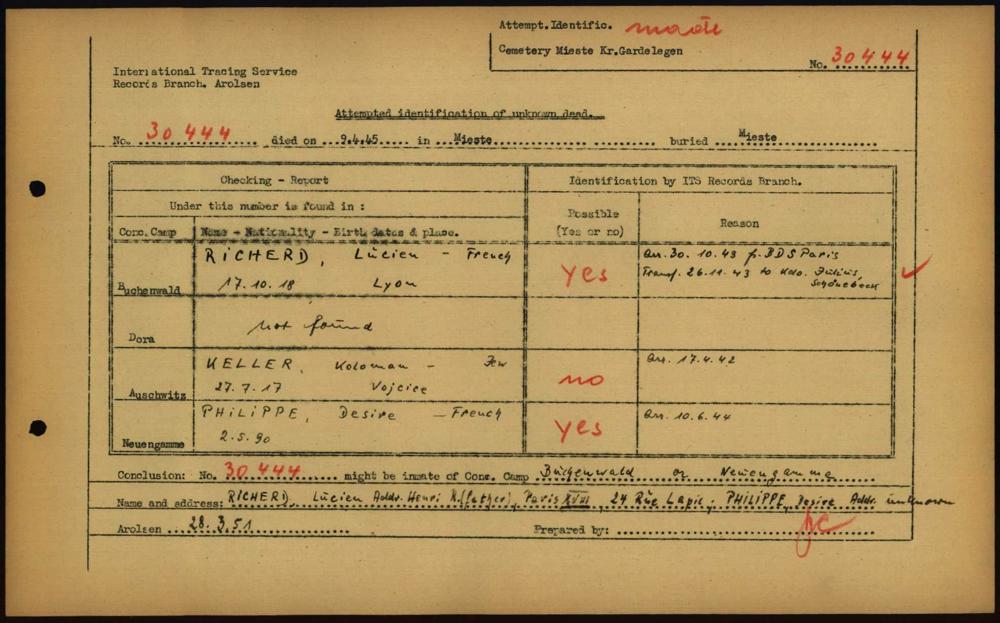 Attempt.Identific. made
Cemetery Mieste Kr.Gardelegen
No. 30444
International Tracing Service
Records Branch. Arolsen
Attempted identification of unknown dead.
No. 30444 died on 9.4.45 in Mieste buried Mieste
Checking - Report Identification by ITS Records Branch.
Under this number is found in :
Conc. Camp Name - Nationality - Birth dates & place. Possible (Yes or no) Reason
RICHERD, Lucien - French
17.10.18 Lyon
Buchenwald
yes
Arr. 30.10.43 f. BDS Paris
Transf. 26.11.43 to Kdo. Julius,
Schönebeck
Dora not found
KELLER, Koloman - Jew
27.7.17 Vojcice
Auschwitz
no
Arr. 17.4.42
PHILIPPE, Desire - French
2.5.90
Neuengamme
yes
Arr. 10.6.44
Conclusion: No. 30444 might be inmate of Conc. Camp Buchenwald or Neuengamme
Name and address: RICHERD, Lucien Addr. Henri R. (father), Paris XVIII 24 Rue Lapic, PHILIPPE, Desire Addr. unknown
Arolsen 28.3.51 Prepared by: